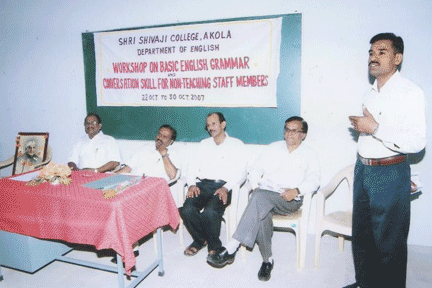 SHRI SHIVAJI COLLEGE, AKOLA
DEPARTMENT OF ENGLISH
WORKSHOP ON BASIC ENGLISH GRAMMAR
AND
CONVERSATION SKILL FOR NON-TEACHING STAFF MEMBERS
22 OCT. TO 30 OCT. 2007